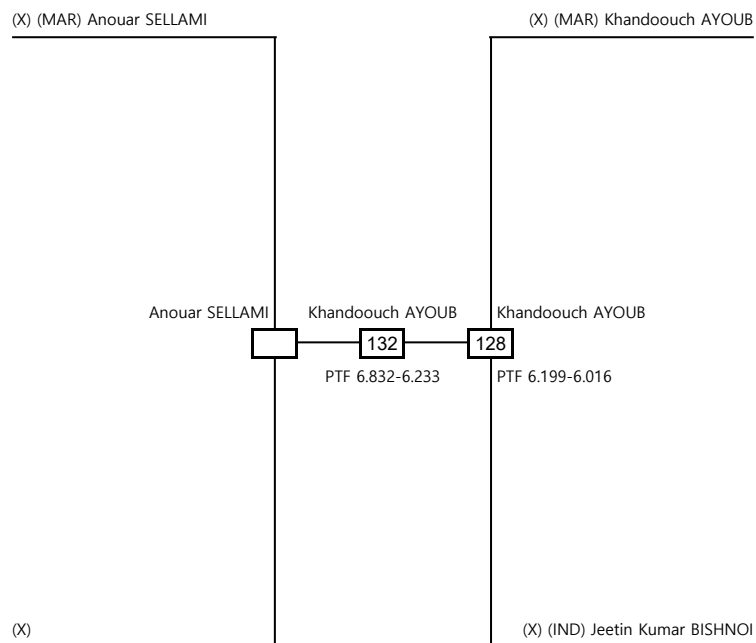 (X) (MAR) Anouar SELLAMI
(X) (MAR) Khandoouch AYOUB
Anouar SELLAMI
Khandoouch AYOUB
Khandoouch AYOUB
132
128
PTF 6.832-6.233
PTF 6.199-6.016
(X)
(X) (IND) Jeetin Kumar BISHNOI